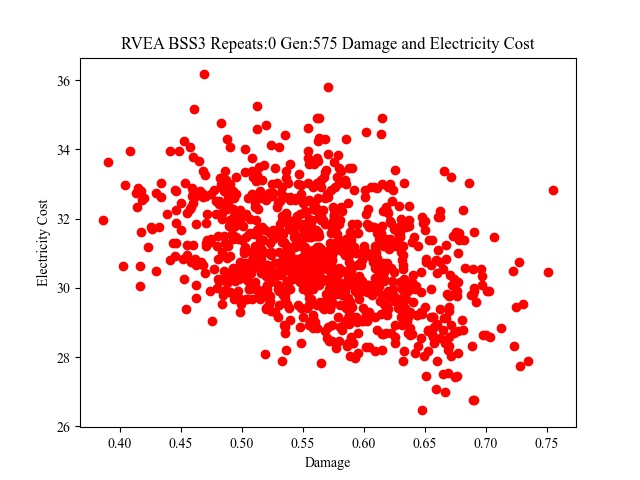 RVEA BSS3 Repeats:0 Gen:575 Damage and Electricity Cost
Electricity Cost
36
34
32
30
28
26
0.40 0.45 0.50 0.55 0.60 0.65 0.70 0.75
Damage